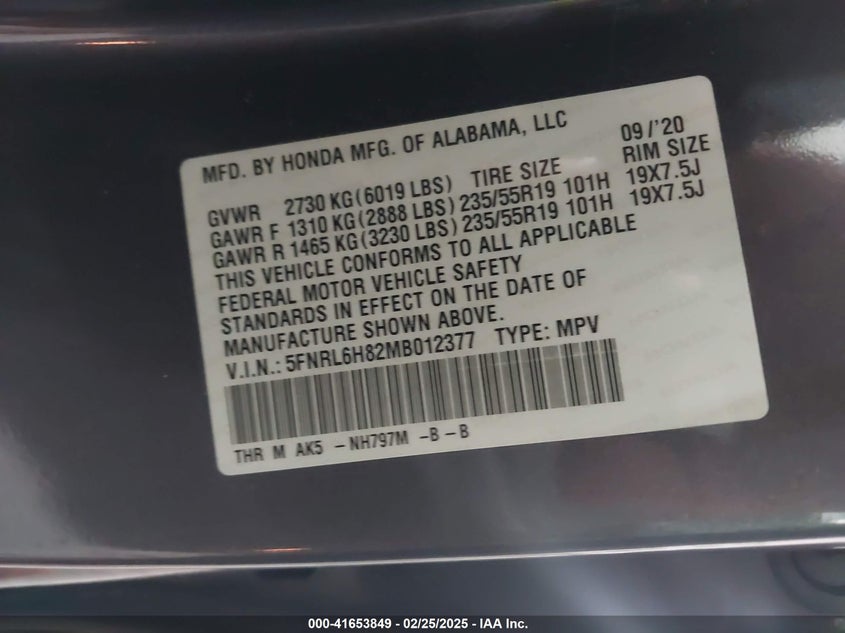 MFD. BY HONDA MFG. OF ALABAMA, LLC 09/'20
GVWR 2730 KG(6019 LBS) TIRE SIZE RIM SIZE
GAWR F 1310 KG(2888 LBS) 235/55R19 101H 19X7.5J
GAWR R 1465 KG(3230 LBS) 235/55R19 101H 19X7.5J
THIS VEHICLE CONFORMS TO ALL APPLICABLE
FEDERAL MOTOR VEHICLE SAFETY
STANDARDS IN EFFECT ON THE DATE OF
MANUFACTURE SHOWN ABOVE.
V.I.N.: 5FNRL6H82MB012377 TYPE: MPV
THR M AK5 -NH797M -B-B
000-41653849 - 02/25/2025 - IAA Inc.